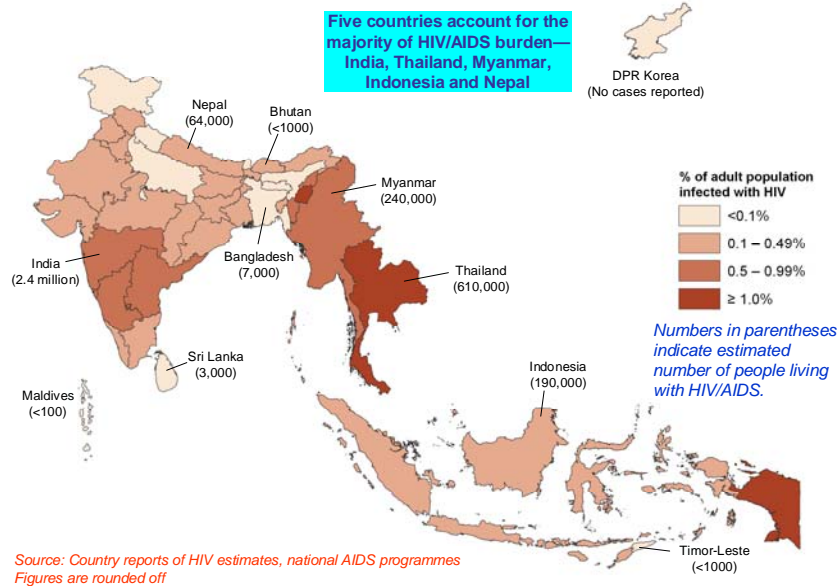 Five countries account for the
majority of HIV/AIDS burden—
India, Thailand, Myanmar,
Indonesia and Nepal
DPR Korea
(No cases reported)
Nepal
(64,000)
Bhutan
(<1000)
Myanmar
(240,000)
% of adult population
infected with HIV
<0.1%
0.1 – 0.49%
0.5 – 0.99%
≥ 1.0%
India
(2.4 million)
Bangladesh
(7,000)
Thailand
(610,000)
Numbers in parentheses
indicate estimated
number of people living
with HIV/AIDS.
Sri Lanka
(3,000)
Indonesia
(190,000)
Maldives
(<100)
Timor-Leste
(<1000)
Source: Country reports of HIV estimates, national AIDS programmes
Figures are rounded off